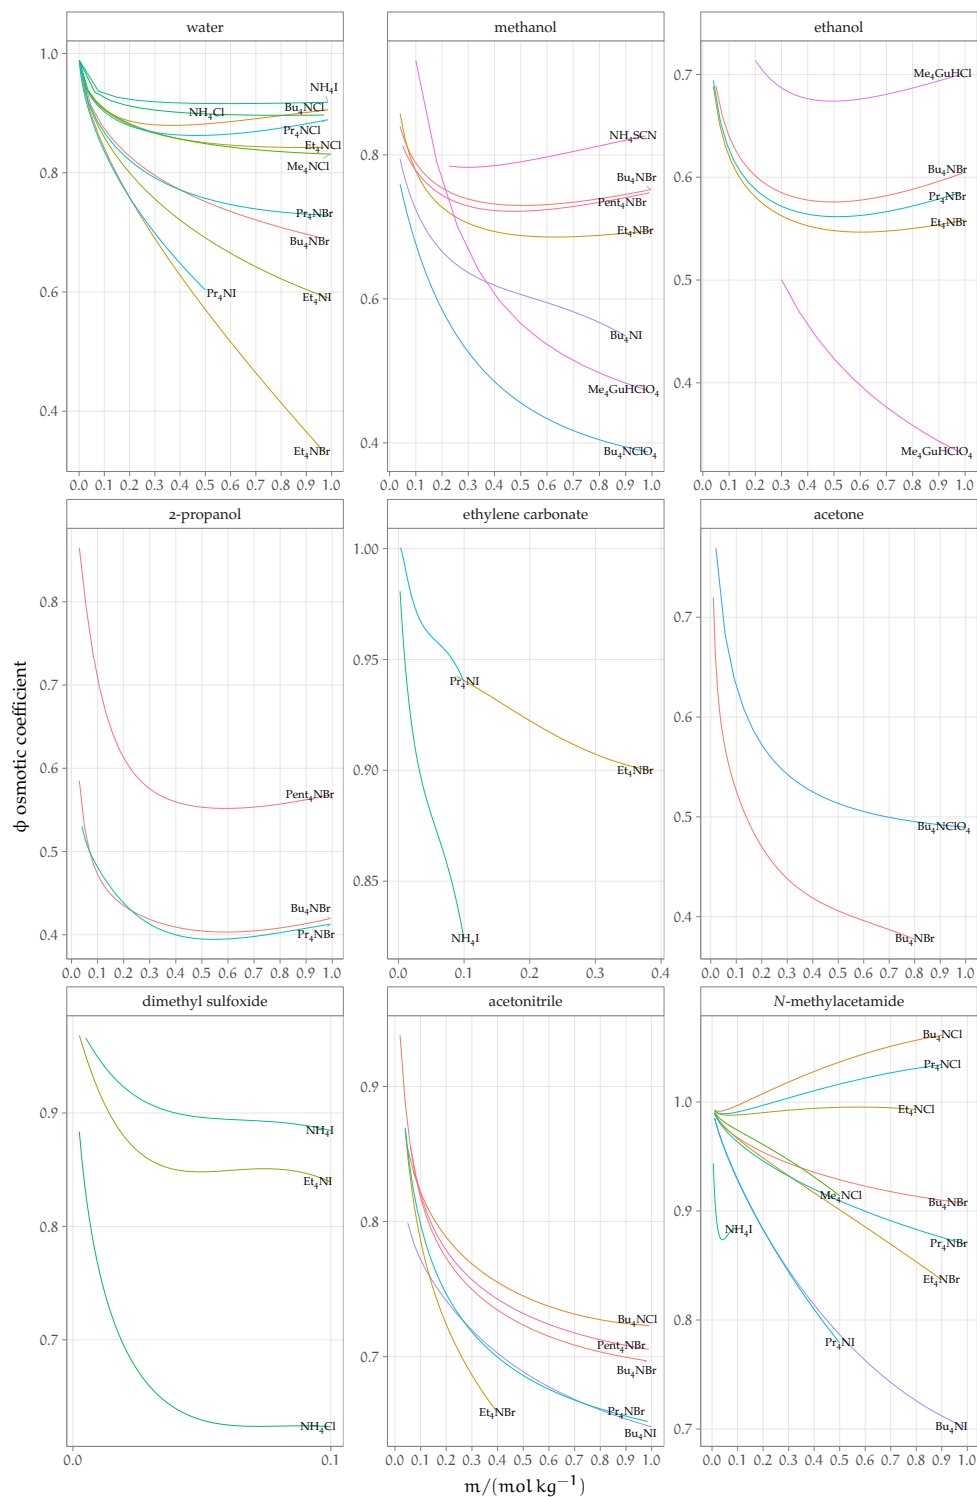 water
methanol
ethanol
1.0
0.8
0.6
0.4
NH₄I
NH₄Cl
Bu₄NCl
Pr₄NCl
Et₄NCl
Me₄NCl
Pr₄NBr
Bu₄NBr
Pr₄NI
Et₄NI
Et₄NBr
0.0 0.1 0.2 0.3 0.4 0.5 0.6 0.7 0.8 0.9 1.0
0.8
0.6
0.4
NH₄SCN
Bu₄NBr
Pent₄NBr
Et₄NBr
Bu₄NI
Me₄GuHClO₄
Bu₄NClO₄
0.0 0.1 0.2 0.3 0.4 0.5 0.6 0.7 0.8 0.9 1.0
0.7
0.6
0.5
0.4
Me₄GuHCl
Bu₄NBr
Pr₄NBr
Et₄NBr
Me₄GuHClO₄
0.0 0.1 0.2 0.3 0.4 0.5 0.6 0.7 0.8 0.9 1.0
2-propanol
ethylene carbonate
acetone
ϕ osmotic coefficient
0.8
0.7
0.6
0.5
0.4
Pent₄NBr
Bu₄NBr
Pr₄NBr
0.0 0.1 0.2 0.3 0.4 0.5 0.6 0.7 0.8 0.9 1.0
1.00
0.95
0.90
0.85
Pr₄NI
Et₄NBr
NH₄I
0.0 0.1 0.2 0.3 0.4
0.7
0.6
0.5
0.4
Bu₄NClO₄
Bu₄NBr
0.0 0.1 0.2 0.3 0.4 0.5 0.6 0.7 0.8 0.9 1.0
dimethyl sulfoxide
acetonitrile
N-methylacetamide
0.9
0.8
0.7
NH₄I
Et₄NI
NH₄Cl
0.0 0.1
0.9
0.8
0.7
Bu₄NCl
Pent₄NBr
Bu₄NBr
Et₄NBr
Pr₄NBr
Bu₄NI
0.0 0.1 0.2 0.3 0.4 0.5 0.6 0.7 0.8 0.9 1.0
1.0
0.9
0.8
0.7
Bu₄NCl
Pr₄NCl
Et₄NCl
Me₄NCl
Bu₄NBr
NH₄I
Pr₄NBr
Et₄NBr
Pr₄NI
Bu₄NI
0.0 0.1 0.2 0.3 0.4 0.5 0.6 0.7 0.8 0.9 1.0
m/(mol kg⁻¹)